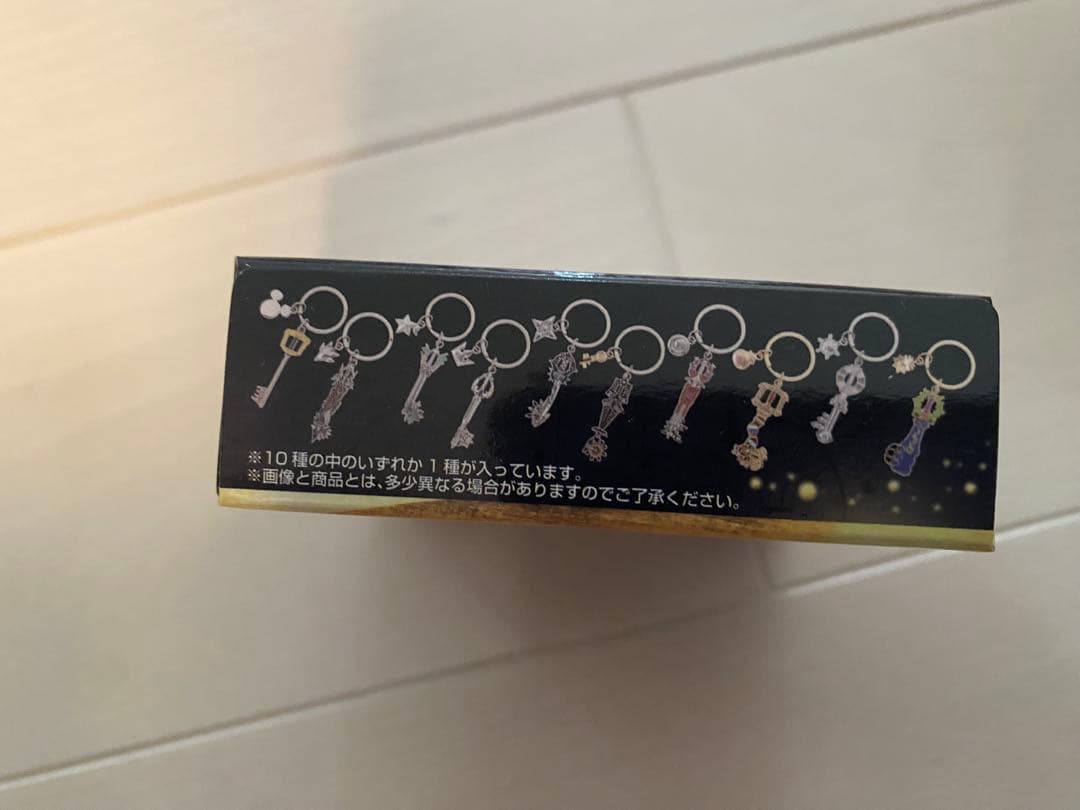 ※10種の中のいずれか1種が入っています。
※画像と商品とは、多少異なる場合がありますのでご了承ください。